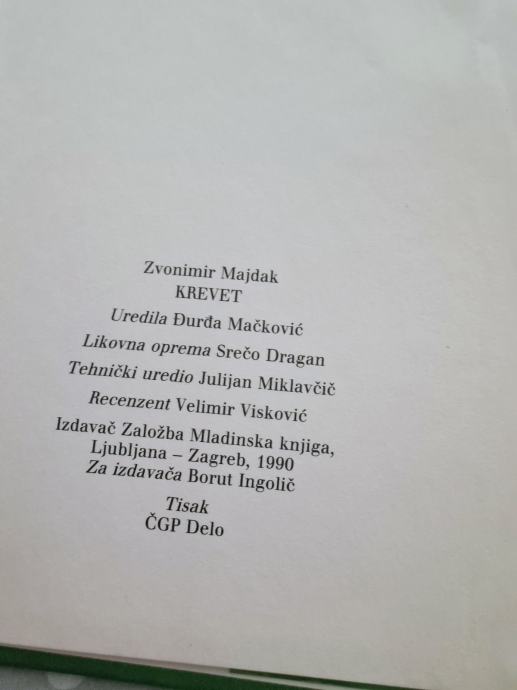 Zvonimir Majdak
KREVET
Uredila Đurđa Mačković
Likovna oprema Srečo Dragan
Tehnički uredio Julijan Miklavčič
Recenzent Velimir Visković
Izdavač Založba Mladinska knjiga,
Ljubljana – Zagreb, 1990
Za izdavača Borut Ingolič
Tisak
ČGP Delo